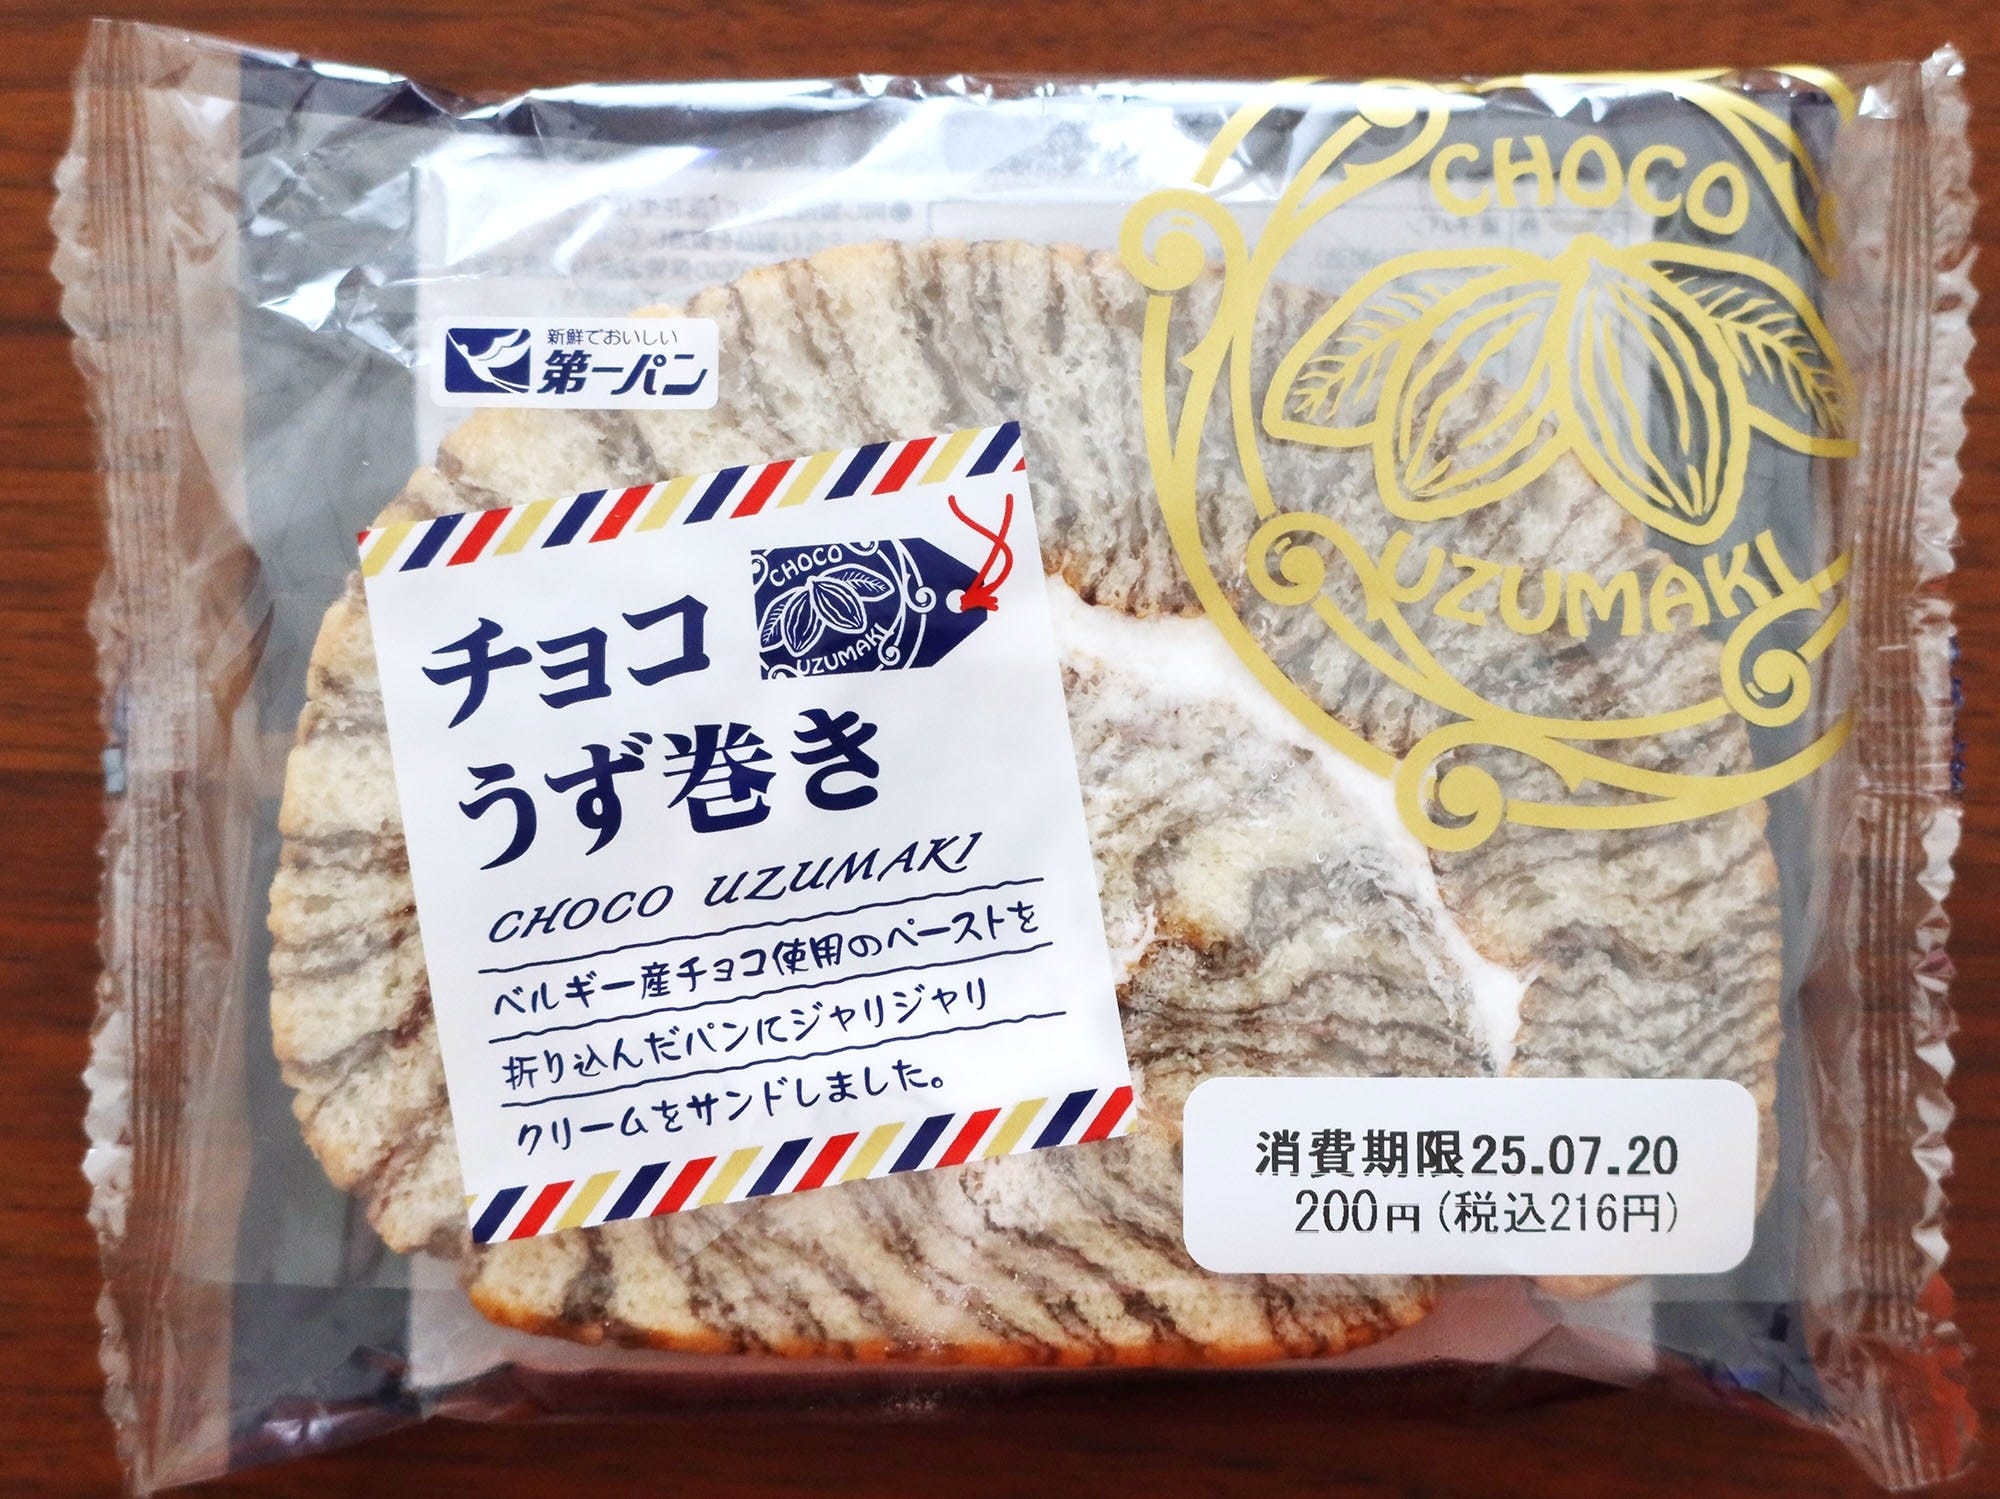 CHOCO
UZUMAKI
新鮮でおいしい
第一パン
CHOCO
UZUMAKI
チョコ
うず巻き
CHOCO UZUMAKI
ベルギー産チョコ使用のペーストを
折り込んだパンにジャリジャリ
クリームをサンドしました。
消費期限25.07.20
200円(税込216円)